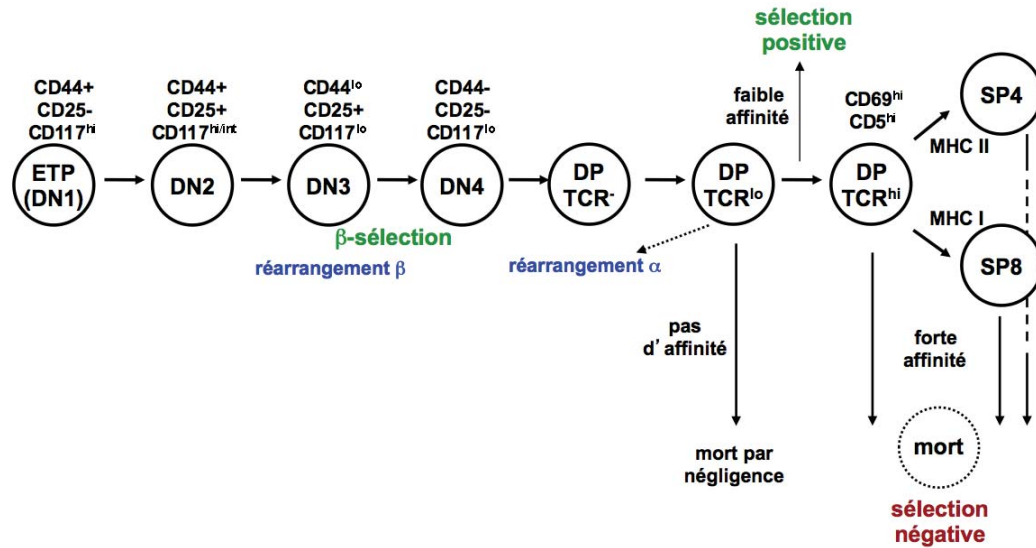 sélection
positive
CD44+
CD25-
CD117hi
CD44+
CD25+
CD117hi/int
CD44lo
CD25+
CD117lo
CD44-
CD25-
CD117lo
faible
affinité
CD69hi
CD5hi
SP4
MHC II
ETP
(DN1)
DN2
DN3
DN4
DP
TCR-
DP
TCRlo
DP
TCRhi
MHC I
SP8
β-sélection
réarrangement β
réarrangement α
pas
d'affinité
forte
affinité
mort par
négligence
mort
sélection
négative